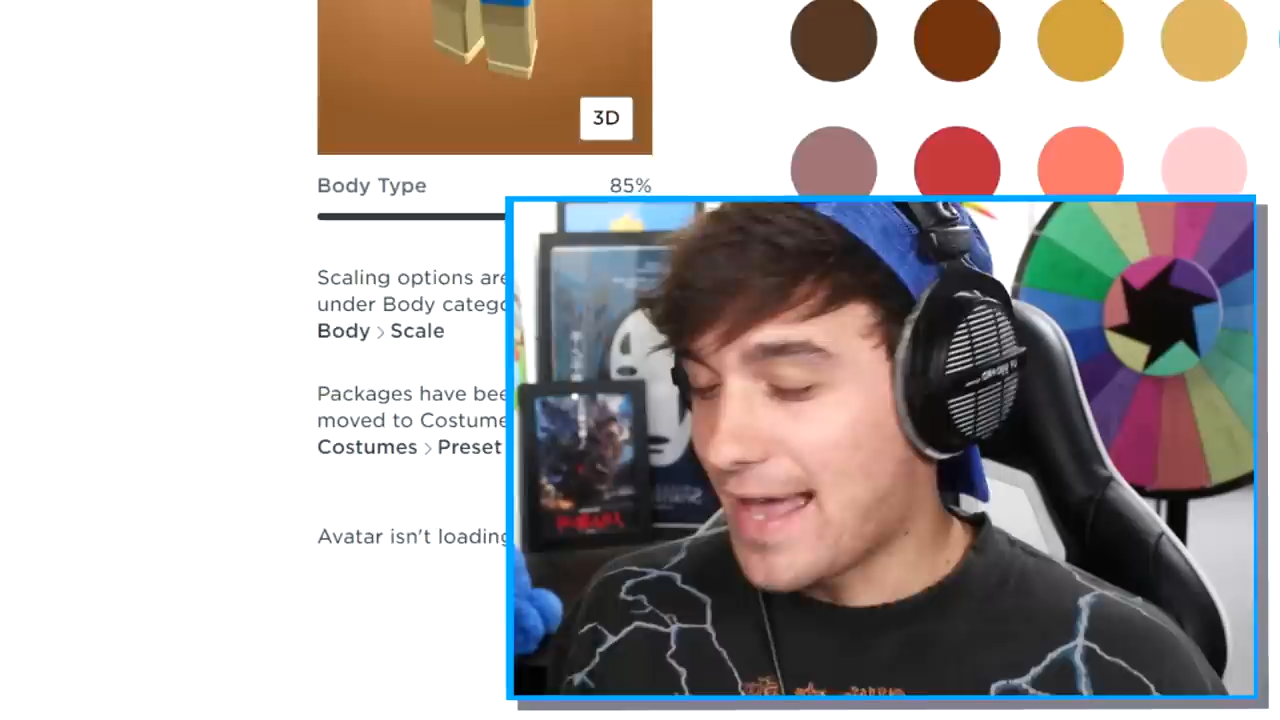 3D
Body Type 85%
Scaling options are
under Body catego
Body > Scale
Packages have bee
moved to Costume
Costumes > Preset
Avatar isn't loading